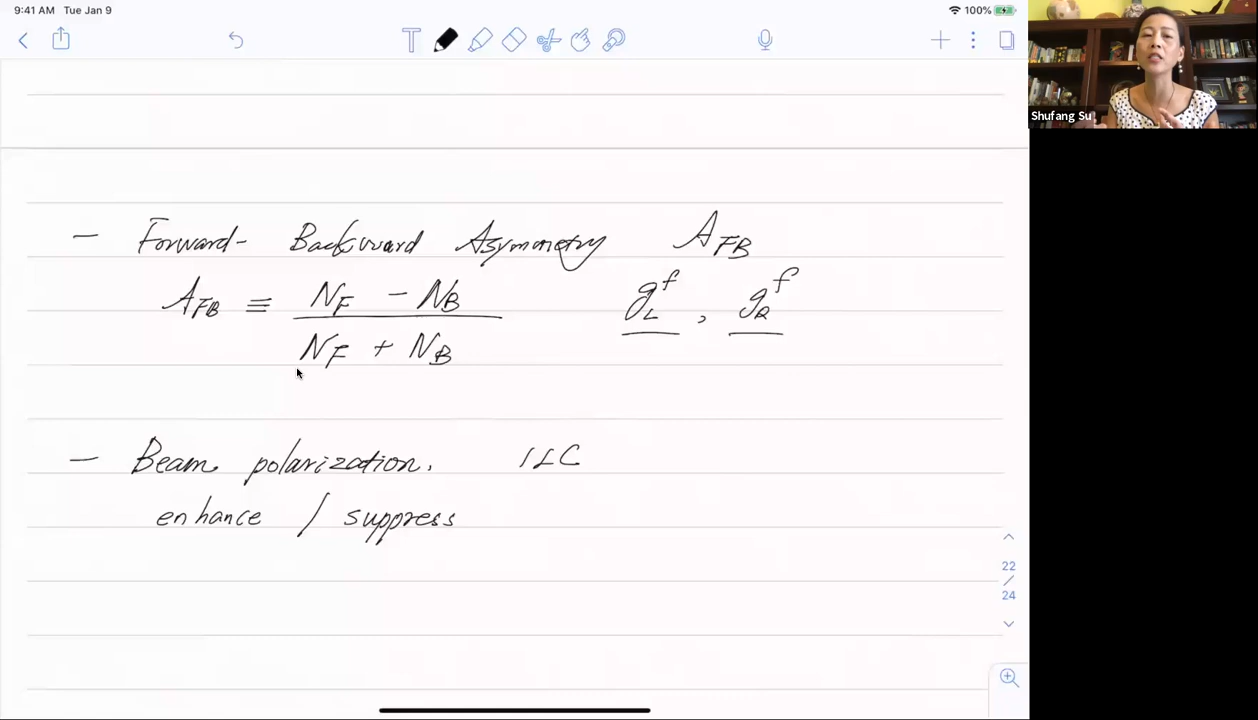 9:41 AM Tue Jan 9
100%
Shufang Su
- Forward- Backward Asymmetry A_FB
A_FB ≡ (N_F - N_B) / (N_F + N_B) g_L^f , g_R^f
- Beam polarization. ILC
enhance / suppress
22
/
24